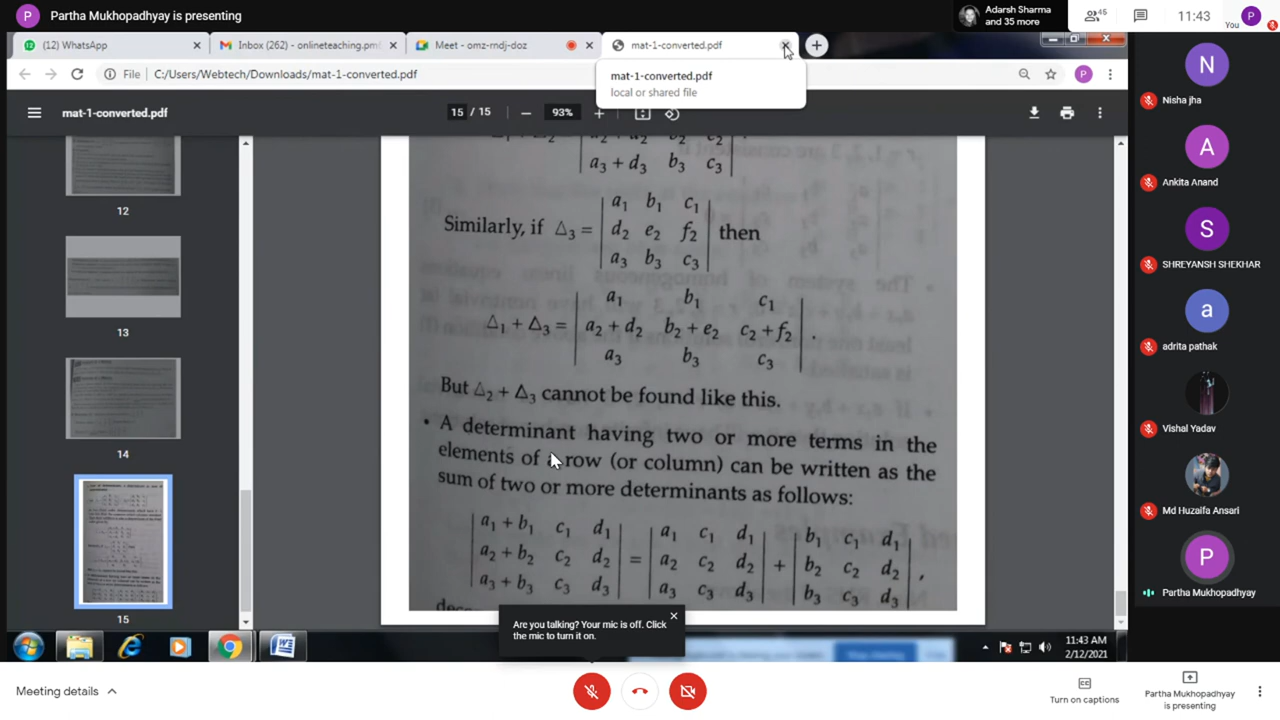 Partha Mukhopadhyay is presenting
Adarsh Sharma
and 35 more
46
11:43
You
(12) WhatsApp
Inbox (262) - onlineteaching.pm
Meet - omz-rndj-doz
mat-1-converted.pdf
File
C:/Users/Webtech/Downloads/mat-1-converted.pdf
mat-1-converted.pdf
local or shared file
mat-1-converted.pdf
15 / 15
93%
12
13
14
15
a₃ + d₃ b₃ c₃
Similarly, if Δ₃ = | a₁ b₁ c₁ |
| d₂ e₂ f₂ | then
| a₃ b₃ c₃ |
Δ₁ + Δ₃ = | a₁ b₁ c₁ |
| a₂ + d₂ b₂ + e₂ c₂ + f₂ | .
| a₃ b₃ c₃ |
But Δ₂ + Δ₃ cannot be found like this.
• A determinant having two or more terms in the
elements of a row (or column) can be written as the
sum of two or more determinants as follows:
| a₁ + b₁ c₁ d₁ | | a₁ c₁ d₁ | | b₁ c₁ d₁ |
| a₂ + b₂ c₂ d₂ | = | a₂ c₂ d₂ | + | b₂ c₂ d₂ | ,
| a₃ + b₃ c₃ d₃ | | a₃ c₃ d₃ | | b₃ c₃ d₃ |
Are you talking? Your mic is off. Click
the mic to turn it on.
11:43 AM
2/12/2021
N
Nisha jha
A
Ankita Anand
S
SHREYANSH SHEKHAR
a
adrita pathak
Vishal Yadav
Md Huzaifa Ansari
P
Partha Mukhopadhyay
Meeting details
Turn on captions
Partha Mukhopadhyay
is presenting